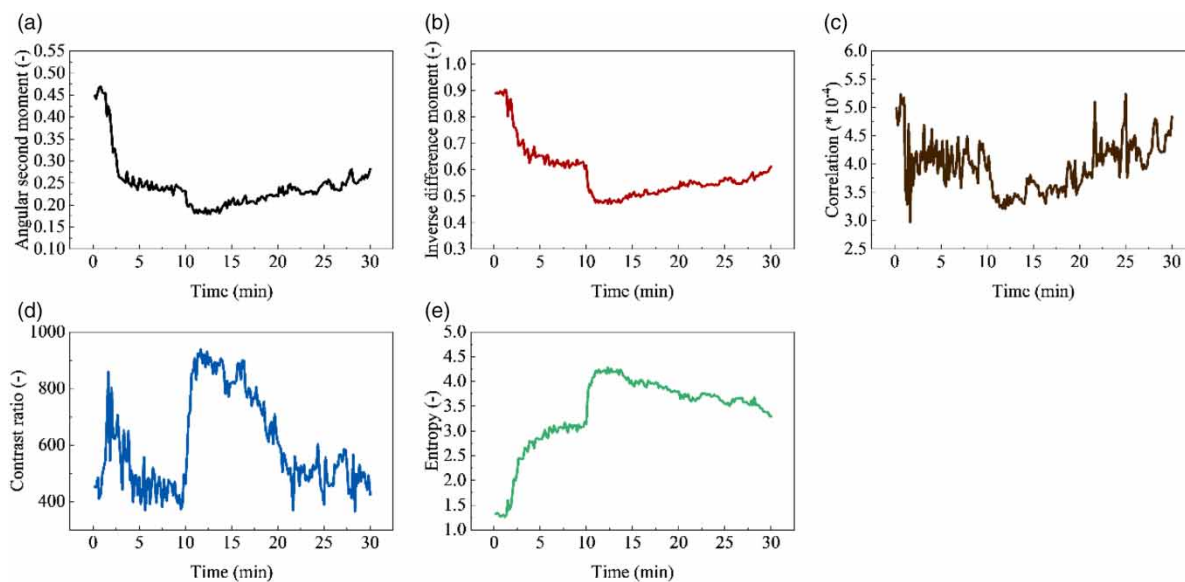 (a)
Angular second moment (-)
0.55
0.50
0.45
0.40
0.35
0.30
0.25
0.20
0.15
0.10
0 5 10 15 20 25 30
Time (min)
(b)
Inverse difference moment (-)
1.0
0.9
0.8
0.7
0.6
0.5
0.4
0.3
0 5 10 15 20 25 30
Time (min)
(c)
Correlation (*10-4)
6.0
5.5
5.0
4.5
4.0
3.5
3.0
2.5
0 5 10 15 20 25 30
Time (min)
(d)
Contrast ratio (-)
1000
800
600
400
0 5 10 15 20 25 30
Time (min)
(e)
Entropy (-)
5.0
4.5
4.0
3.5
3.0
2.5
2.0
1.5
1.0
0 5 10 15 20 25 30
Time (min)